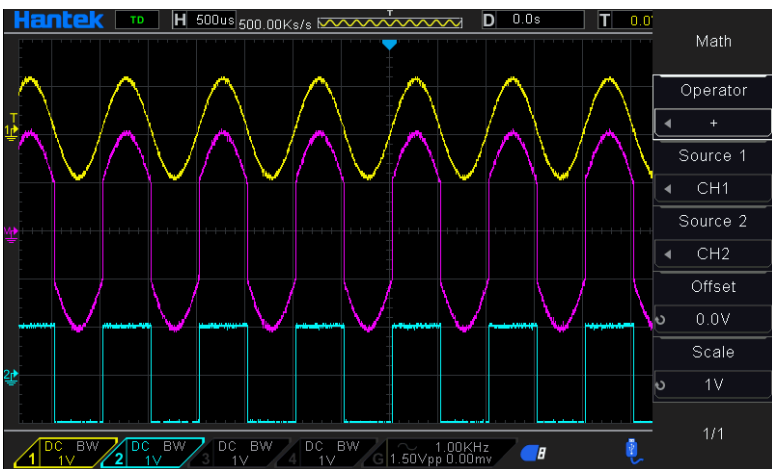 Hantek TD H 500us 500.00Ks/s T D 0.0s T 0.0
Math
Operator
+
Source 1
CH1
Source 2
CH2
Offset
0.0V
Scale
1V
1/1
T
1
M
2
1 DC BW 1V 2 DC BW 1V 3 DC BW 1V 4 DC BW 1V G 1.00KHz 1.50Vpp 0.00mv